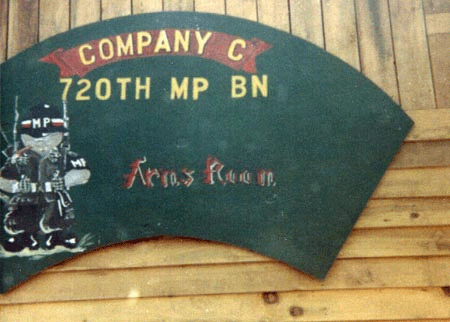 COMPANY C
720TH MP BN
MP
MP
Arms Room